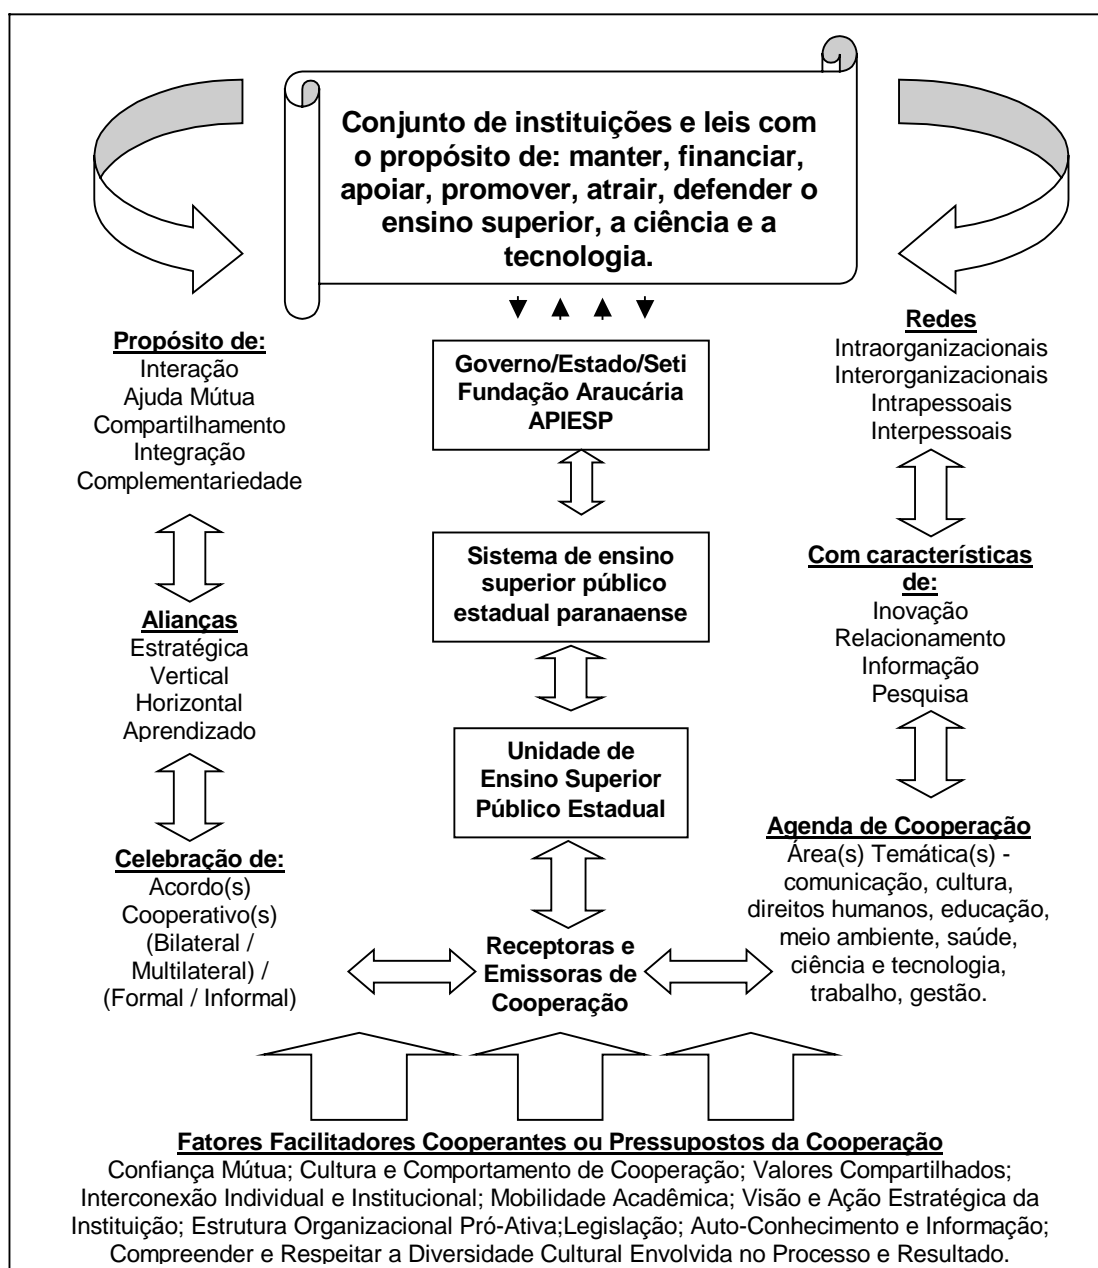 Conjunto de instituições e leis com
o propósito de: manter, financiar,
apoiar, promover, atrair, defender o
ensino superior, a ciência e a
tecnologia.
Propósito de:
Interação
Ajuda Mútua
Compartilhamento
Integração
Complementariedade
Alianças
Estratégica
Vertical
Horizontal
Aprendizado
Celebração de:
Acordo(s)
Cooperativo(s)
(Bilateral /
Multilateral) /
(Formal / Informal)
Governo/Estado/Seti
Fundação Araucária
APIESP
Sistema de ensino
superior público
estadual paranaense
Unidade de
Ensino Superior
Público Estadual
Receptoras e
Emissoras de
Cooperação
Redes
Intraorganizacionais
Interorganizacionais
Intrapessoais
Interpessoais
Com características
de:
Inovação
Relacionamento
Informação
Pesquisa
Agenda de Cooperação
Área(s) Temática(s) -
comunicação, cultura,
direitos humanos, educação,
meio ambiente, saúde,
ciência e tecnologia,
trabalho, gestão.
Fatores Facilitadores Cooperantes ou Pressupostos da Cooperação
Confiança Mútua; Cultura e Comportamento de Cooperação; Valores Compartilhados;
Interconexão Individual e Institucional; Mobilidade Acadêmica; Visão e Ação Estratégica da
Instituição; Estrutura Organizacional Pró-Ativa;Legislação; Auto-Conhecimento e Informação;
Compreender e Respeitar a Diversidade Cultural Envolvida no Processo e Resultado.